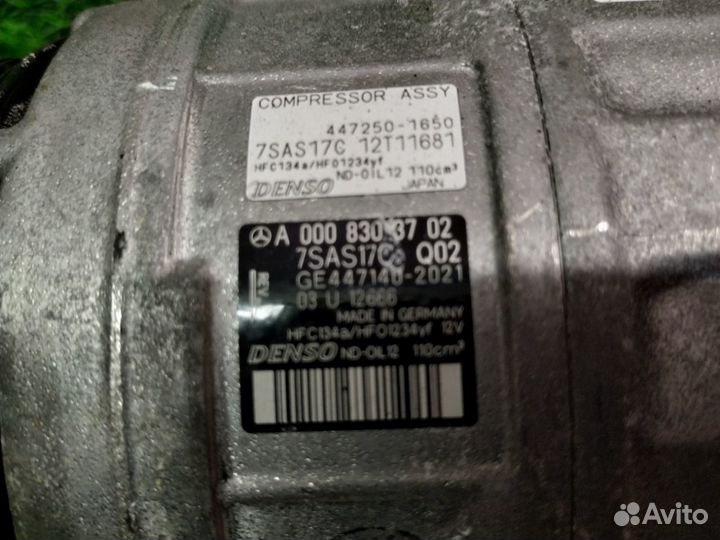 COMPRESSOR ASSY
447250-1650
7SAS17C 12T11681
HFC134a/HFO1234yf
ND-OIL12 110cm³
DENSO JAPAN
A 000 830 37 02
7SAS17C Q02
GE447140-2021
03 U 12666
MADE IN GERMANY
HFC134a/HFO1234yf 12V
DENSO ND-OIL12 110cm³
Avito